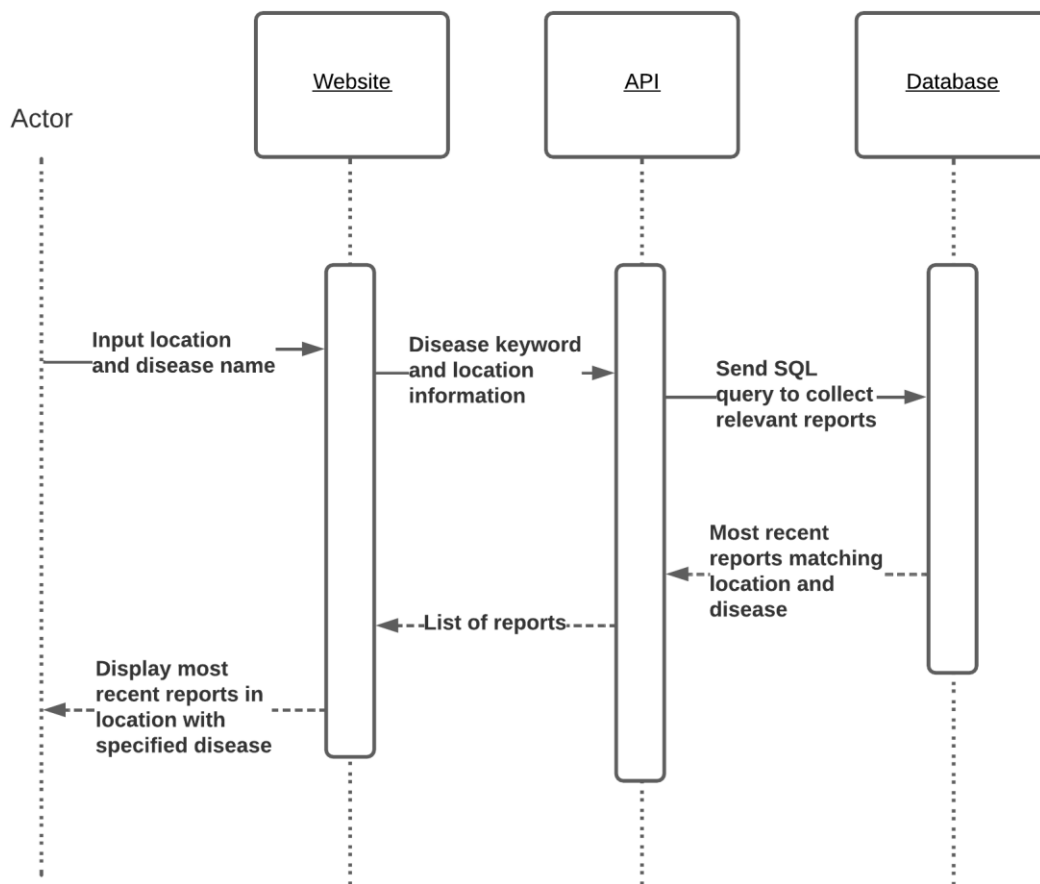 Website
API
Database
Actor
Input location
and disease name
Disease keyword
and location
information
Send SQL
query to collect
relevant reports
Most recent
reports matching
location and
disease
List of reports
Display most
recent reports in
location with
specified disease